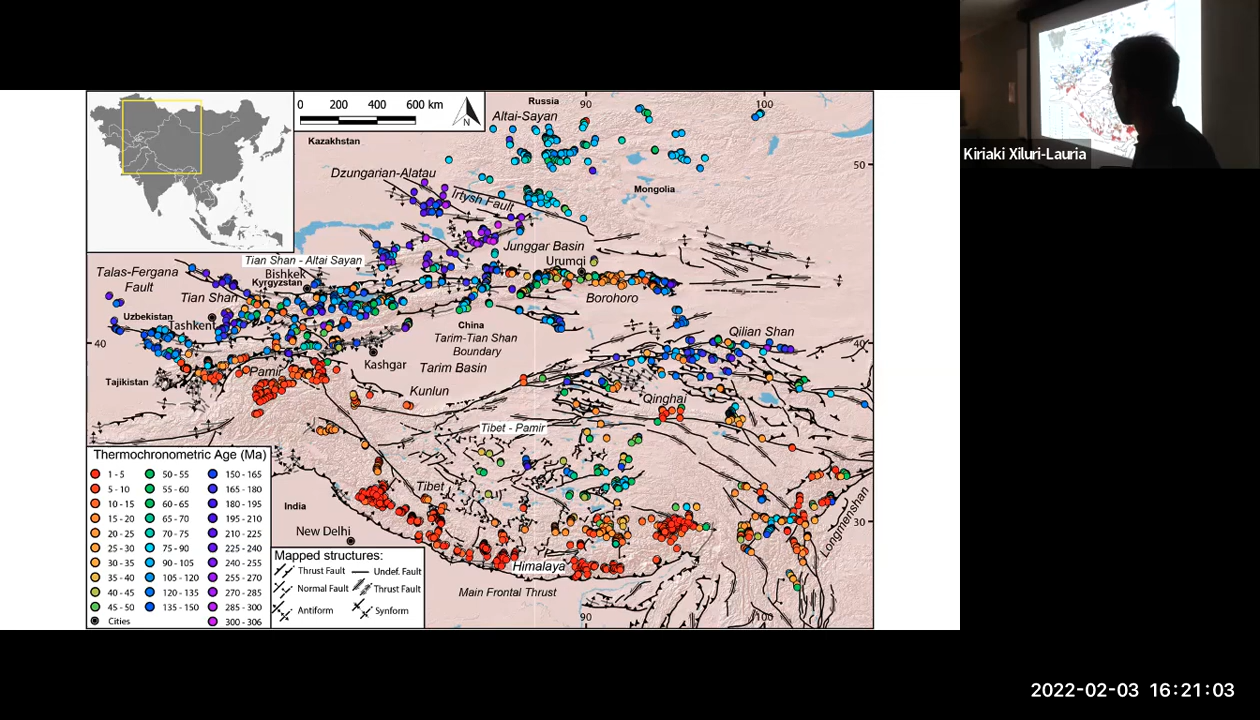 0 200 400 600 km
N
Russia
90
100
Altai-Sayan
Kazakhstan
50
Dzungarian-Alatau
Mongolia
Irtysh Fault
Junggar Basin
Tian Shan - Altai Sayan
Urumqi
Talas-Fergana
Fault
Bishkek
Kyrgyzstan
Tian Shan
Borohoro
Uzbekistan
Tashkent
China
Tarim-Tian Shan
Boundary
Qilian Shan
40
40
Kashgar
Tarim Basin
Pamir
Tajikistan
Kunlun
Qinghai
Tibet - Pamir
Thermochronometric Age (Ma)
1 - 5 50 - 55 150 - 165
5 - 10 55 - 60 165 - 180
10 - 15 60 - 65 180 - 195
15 - 20 65 - 70 195 - 210
20 - 25 70 - 75 210 - 225
25 - 30 75 - 90 225 - 240
30 - 35 90 - 105 240 - 255
35 - 40 105 - 120 255 - 270
40 - 45 120 - 135 270 - 285
45 - 50 135 - 150 285 - 300
Cities 300 - 306
Tibet
India
New Delhi
30
Longmenshan
Himalaya
Main Frontal Thrust
90
100
Mapped structures:
Thrust Fault Undef. Fault
Normal Fault Thrust Fault
Antiform Synform
Kiriaki Xiluri-Lauria
2022-02-03 16:21:03